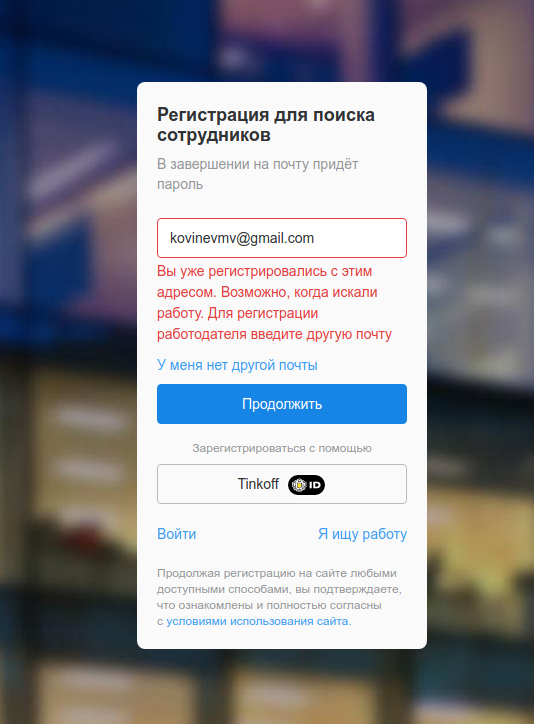 Регистрация для поиска
сотрудников
В завершении на почту придёт
пароль
kovinevmv@gmail.com
Вы уже регистрировались с этим
адресом. Возможно, когда искали
работу. Для регистрации
работодателя введите другую почту
У меня нет другой почты
Продолжить
Зарегистрироваться с помощью
Tinkoff ID
Войти Я ищу работу
Продолжая регистрацию на сайте любыми
доступными способами, вы подтверждаете,
что ознакомлены и полностью согласны
с условиями использования сайта.